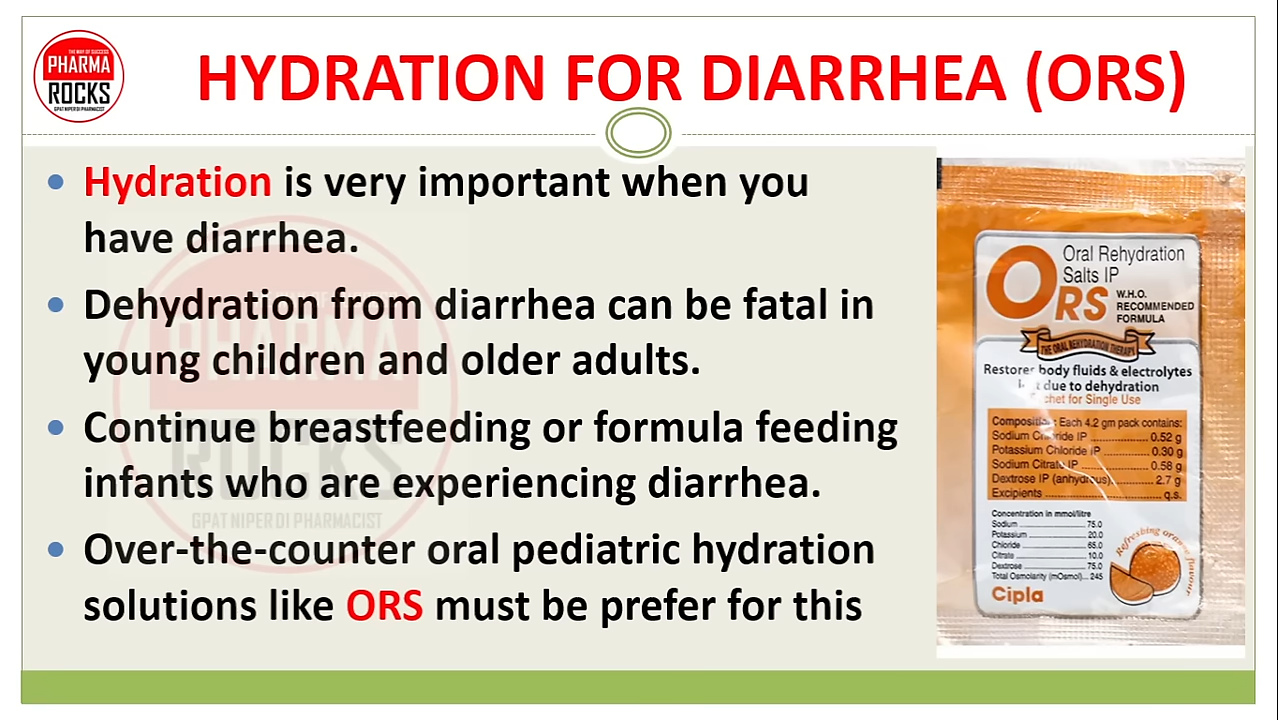 THE WAY OF SUCCESS
PHARMA
ROCKS
GPAT NIPER DI PHARMACIST
HYDRATION FOR DIARRHEA (ORS)
Hydration is very important when you
have diarrhea.
Dehydration from diarrhea can be fatal in
young children and older adults.
Continue breastfeeding or formula feeding
infants who are experiencing diarrhea.
Over-the-counter oral pediatric hydration
solutions like ORS must be prefer for this
PHARMA
ROCKS
GPAT NIPER DI PHARMACIST
Oral Rehydration
Salts IP
ORS
W.H.O.
RECOMMENDED
FORMULA
THE ORAL REHYDRATION THERAPY
Restores body fluids & electrolytes
due to dehydration
for Single Use
Composition: Each 4.2 gm pack contains:
Sodium Chloride IP 0.52 g
Potassium Chloride IP 0.30 g
Sodium Citrate IP 0.58 g
Dextrose IP (anhydrous) 2.7 g
Excipients q.s.
Concentration in mmol/litre
Sodium 75.0
Potassium 20.0
Chloride 65.0
Citrate 10.0
Dextrose 75.0
Total Osmolarity (mOsmol)... 245
Refreshing orange flavour
Cipla